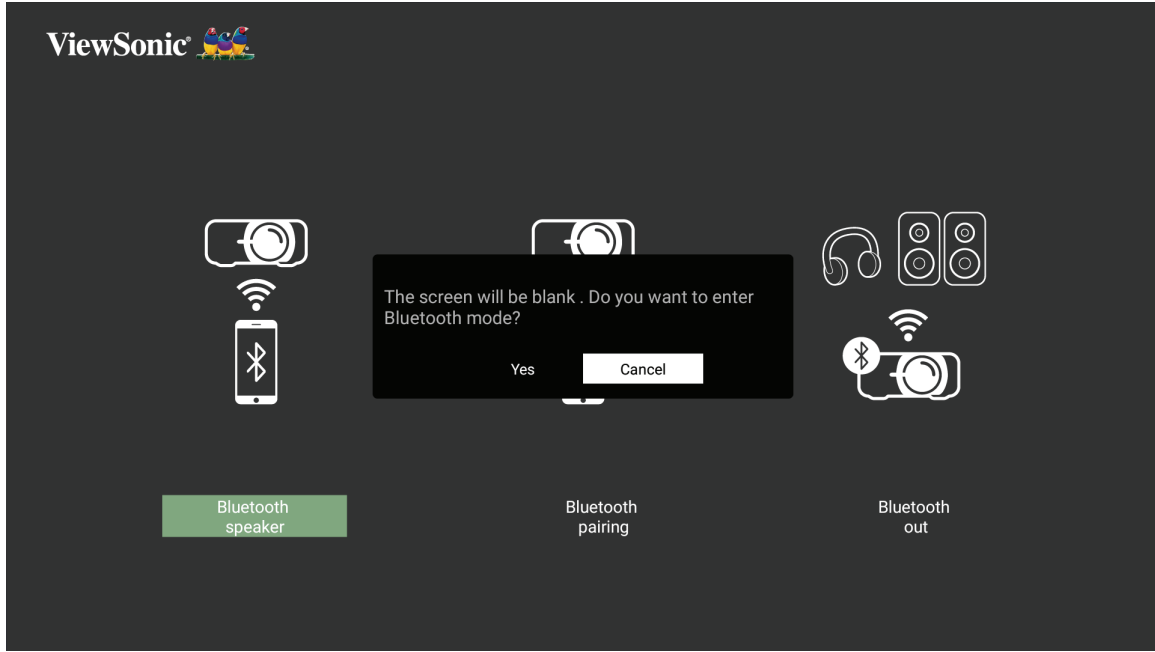 ViewSonic®
The screen will be blank . Do you want to enter
Bluetooth mode?
Yes Cancel
Bluetooth
speaker
Bluetooth
pairing
Bluetooth
out